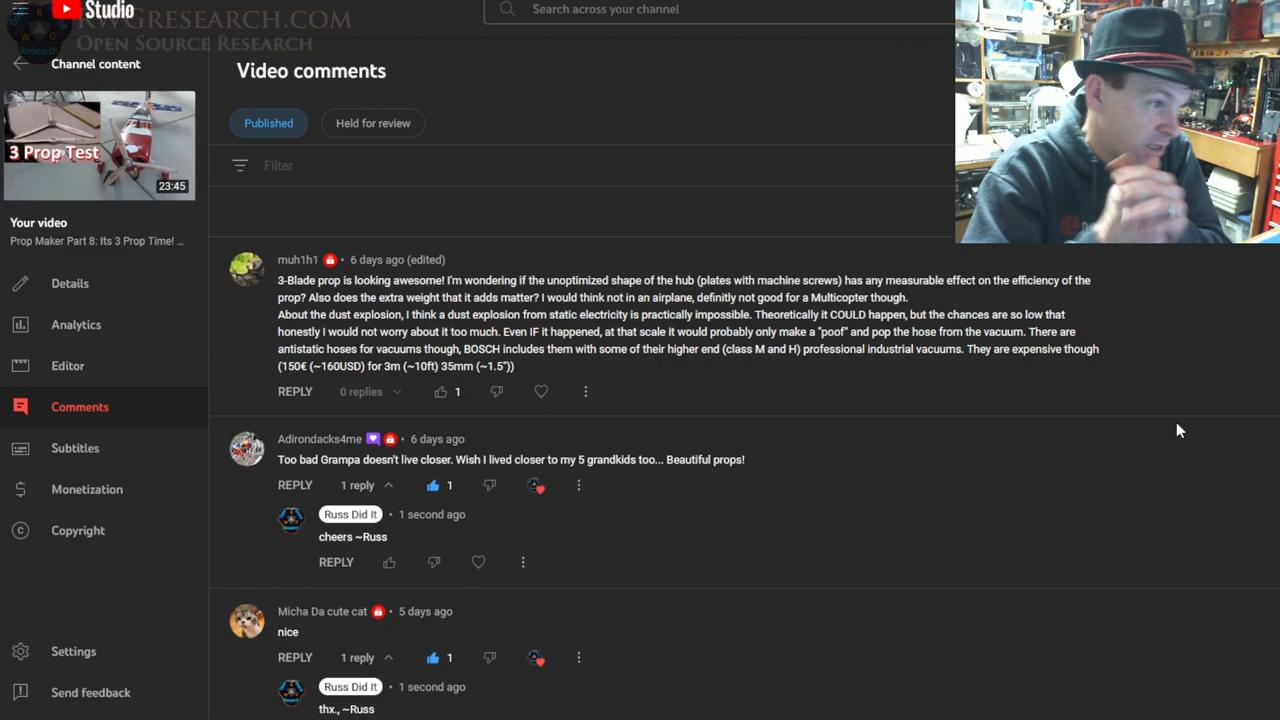 Studio
RWGRESEARCH.COM
OPEN SOURCE RESEARCH
R
W
G
Research
Search across your channel
Channel content
Video comments
Published
Held for review
Filter
3 Prop Test
23:45
Your video
Prop Maker Part 8: Its 3 Prop Time! ...
Details
Analytics
Editor
Comments
Subtitles
Monetization
Copyright
Settings
Send feedback
muh1h1 • 6 days ago (edited)
3-Blade prop is looking awesome! I'm wondering if the unoptimized shape of the hub (plates with machine screws) has any measurable effect on the efficiency of the
prop? Also does the extra weight that it adds matter? I would think not in an airplane, definitly not good for a Multicopter though.
About the dust explosion, I think a dust explosion from static electricity is practically impossible. Theoretically it COULD happen, but the chances are so low that
honestly I would not worry about it too much. Even IF it happened, at that scale it would probably only make a "poof" and pop the hose from the vacuum. There are
antistatic hoses for vacuums though, BOSCH includes them with some of their higher end (class M and H) professional industrial vacuums. They are expensive though
(150€ (~160USD) for 3m (~10ft) 35mm (~1.5"))
REPLY 0 replies 1
Adirondacks4me • 6 days ago
Too bad Grampa doesn't live closer. Wish I lived closer to my 5 grandkids too... Beautiful props!
REPLY 1 reply 1
Russ Did It • 1 second ago
cheers ~Russ
REPLY
Micha Da cute cat • 5 days ago
nice
REPLY 1 reply 1
Russ Did It • 1 second ago
thx., ~Russ